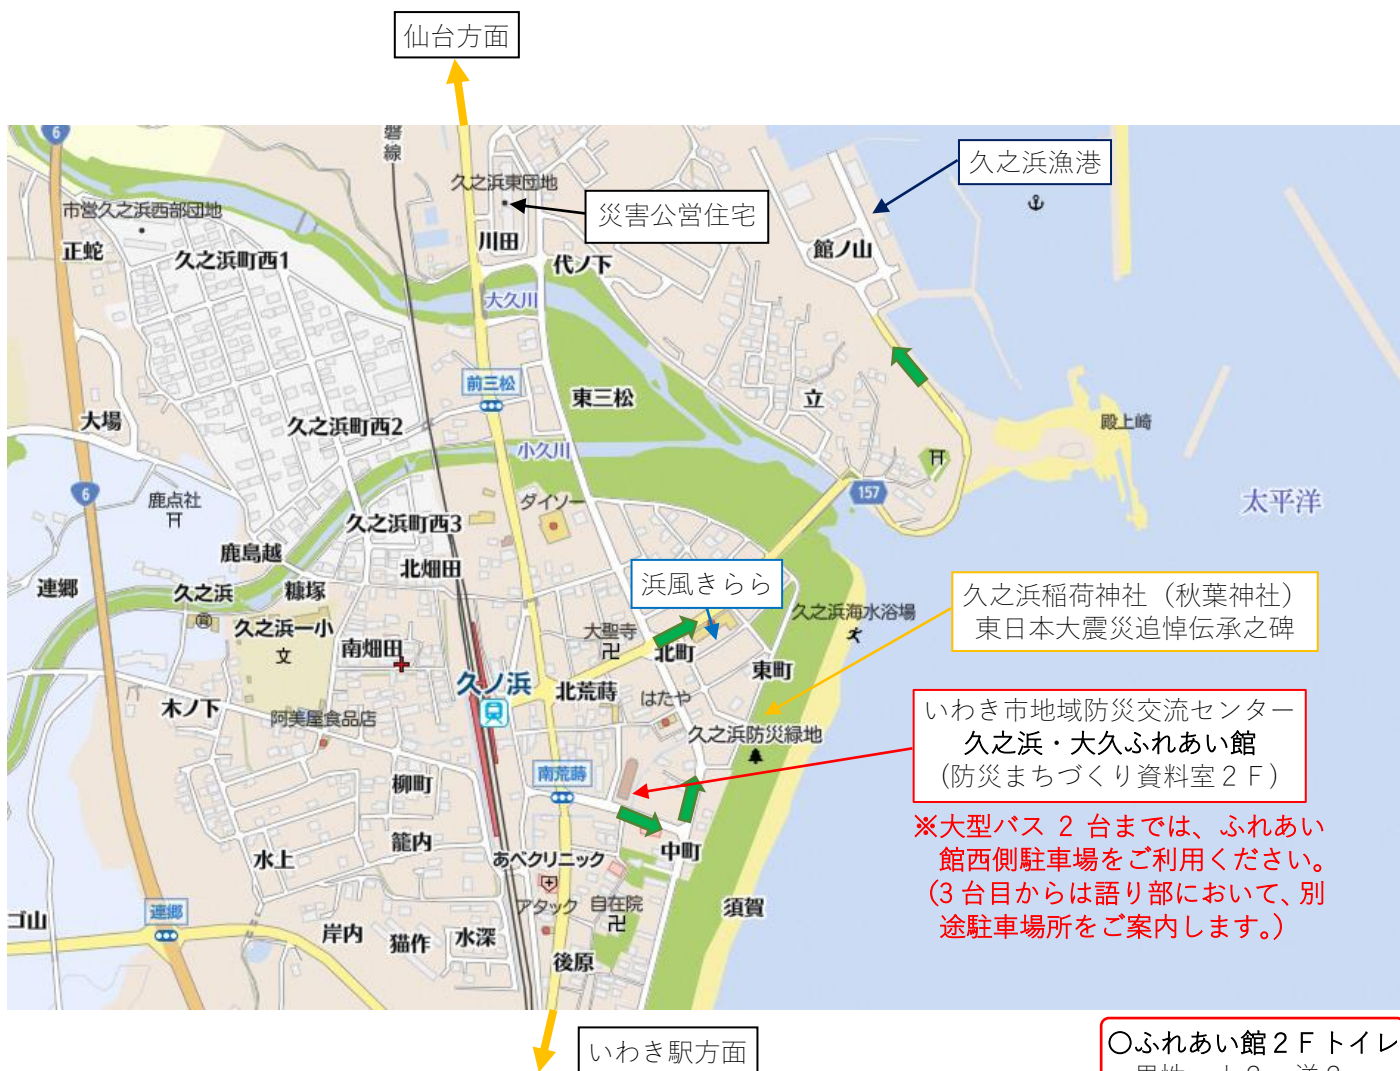 仙台方面
6
磐線
久之浜漁港
久之浜東団地
災害公営住宅
市営久之浜西部団地
正蛇
川田
館ノ山
久之浜町西1
代ノ下
大久川
前三松
東三松
立
大場
久之浜町西2
殿上崎
小久川
6
鹿点社
ダイソー
157
太平洋
久之浜町西3
鹿島越
北畑田
連郷
久之浜
糠塚
浜風きらら
久之浜海水浴場
久之浜稲荷神社（秋葉神社）
東日本大震災追悼伝承之碑
久之浜一小
文
南畑田
大聖寺
北町
東町
久ノ浜
北荒蒔
はたや
木ノ下
阿美屋食品店
久之浜防災緑地
いわき市地域防災交流センター
久之浜・大久ふれあい館
（防災まちづくり資料室２Ｆ）
南荒蒔
柳町
※大型バス 2 台までは、ふれあい
館西側駐車場をご利用ください。
（3 台目からは語り部において、別
途駐車場所をご案内します。）
籠内
水上
あべクリニック
中町
アタック
自在院
須賀
ゴ山
連郷
岸内
猫作
水深
後原
いわき駅方面
〇ふれあい館２Ｆトイレ